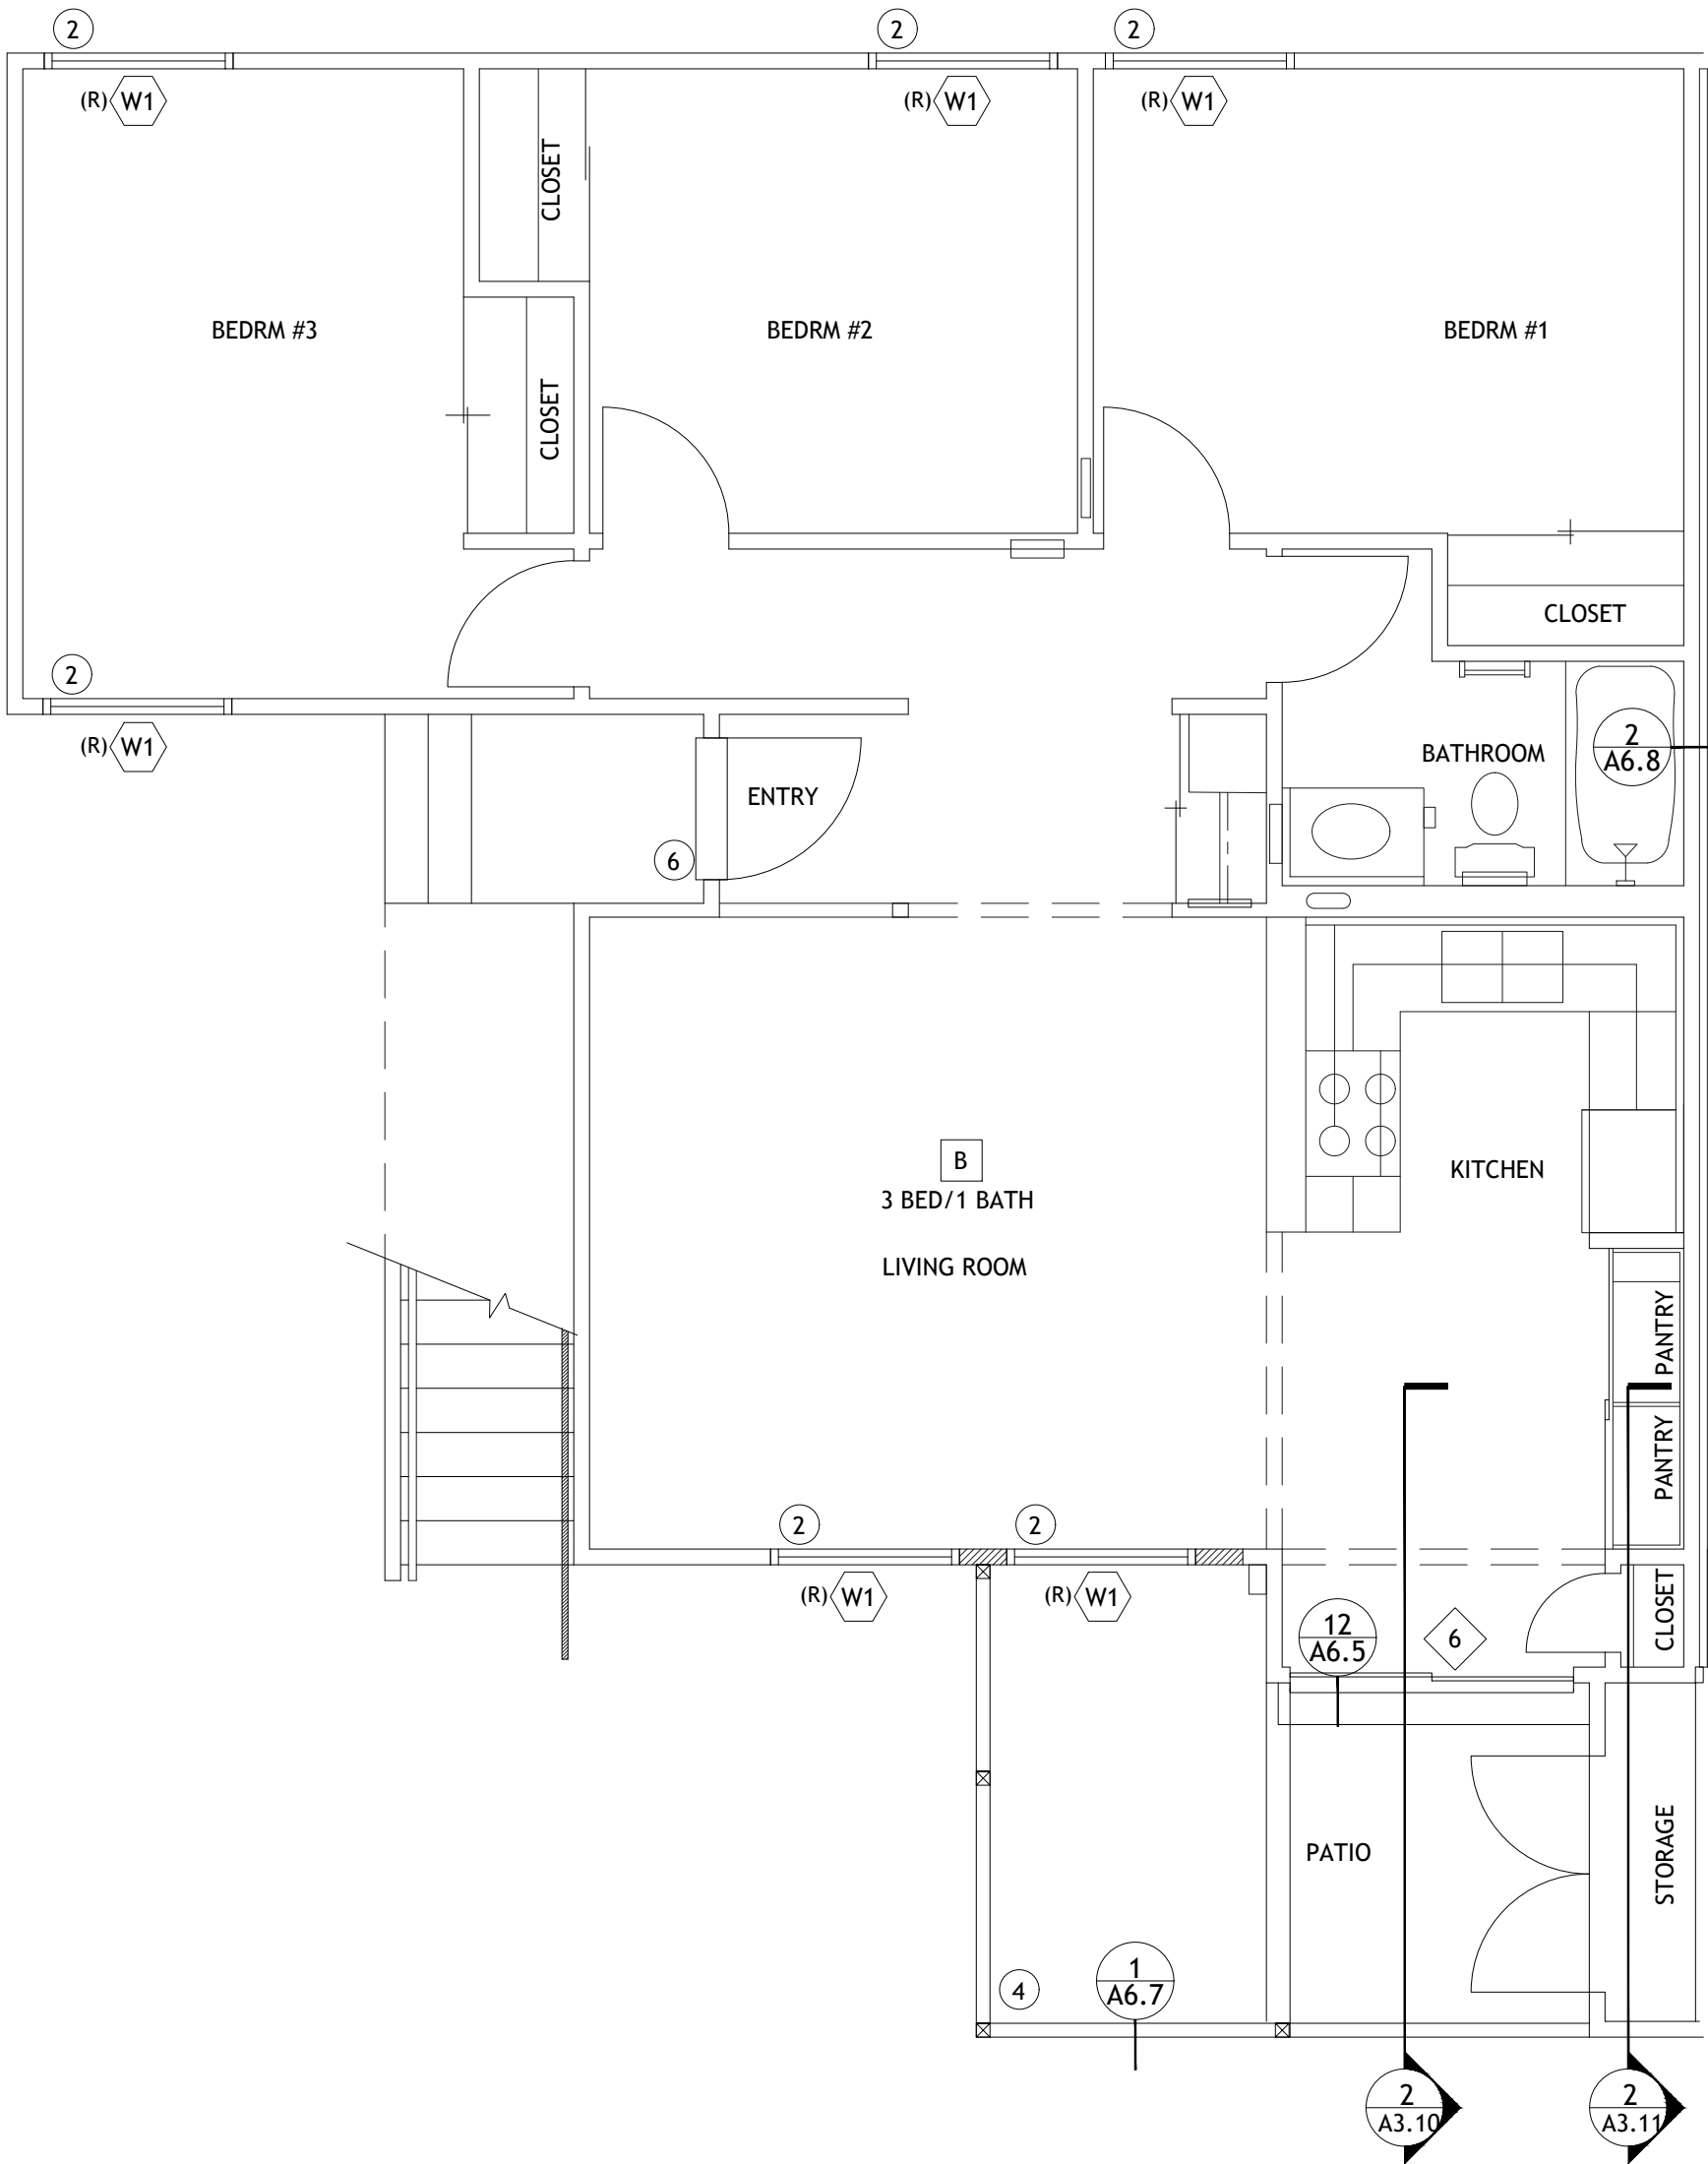 2
2
2
(R) W1
(R) W1
(R) W1
CLOSET
BEDRM #3
BEDRM #2
BEDRM #1
CLOSET
CLOSET
2
(R) W1
BATHROOM
2
A6.8
ENTRY
6
B
3 BED/1 BATH
KITCHEN
LIVING ROOM
PANTRY
PANTRY
2
2
(R) W1
(R) W1
CLOSET
12
A6.5
6
PATIO
STORAGE
4
1
A6.7
2
A3.10
2
A3.11